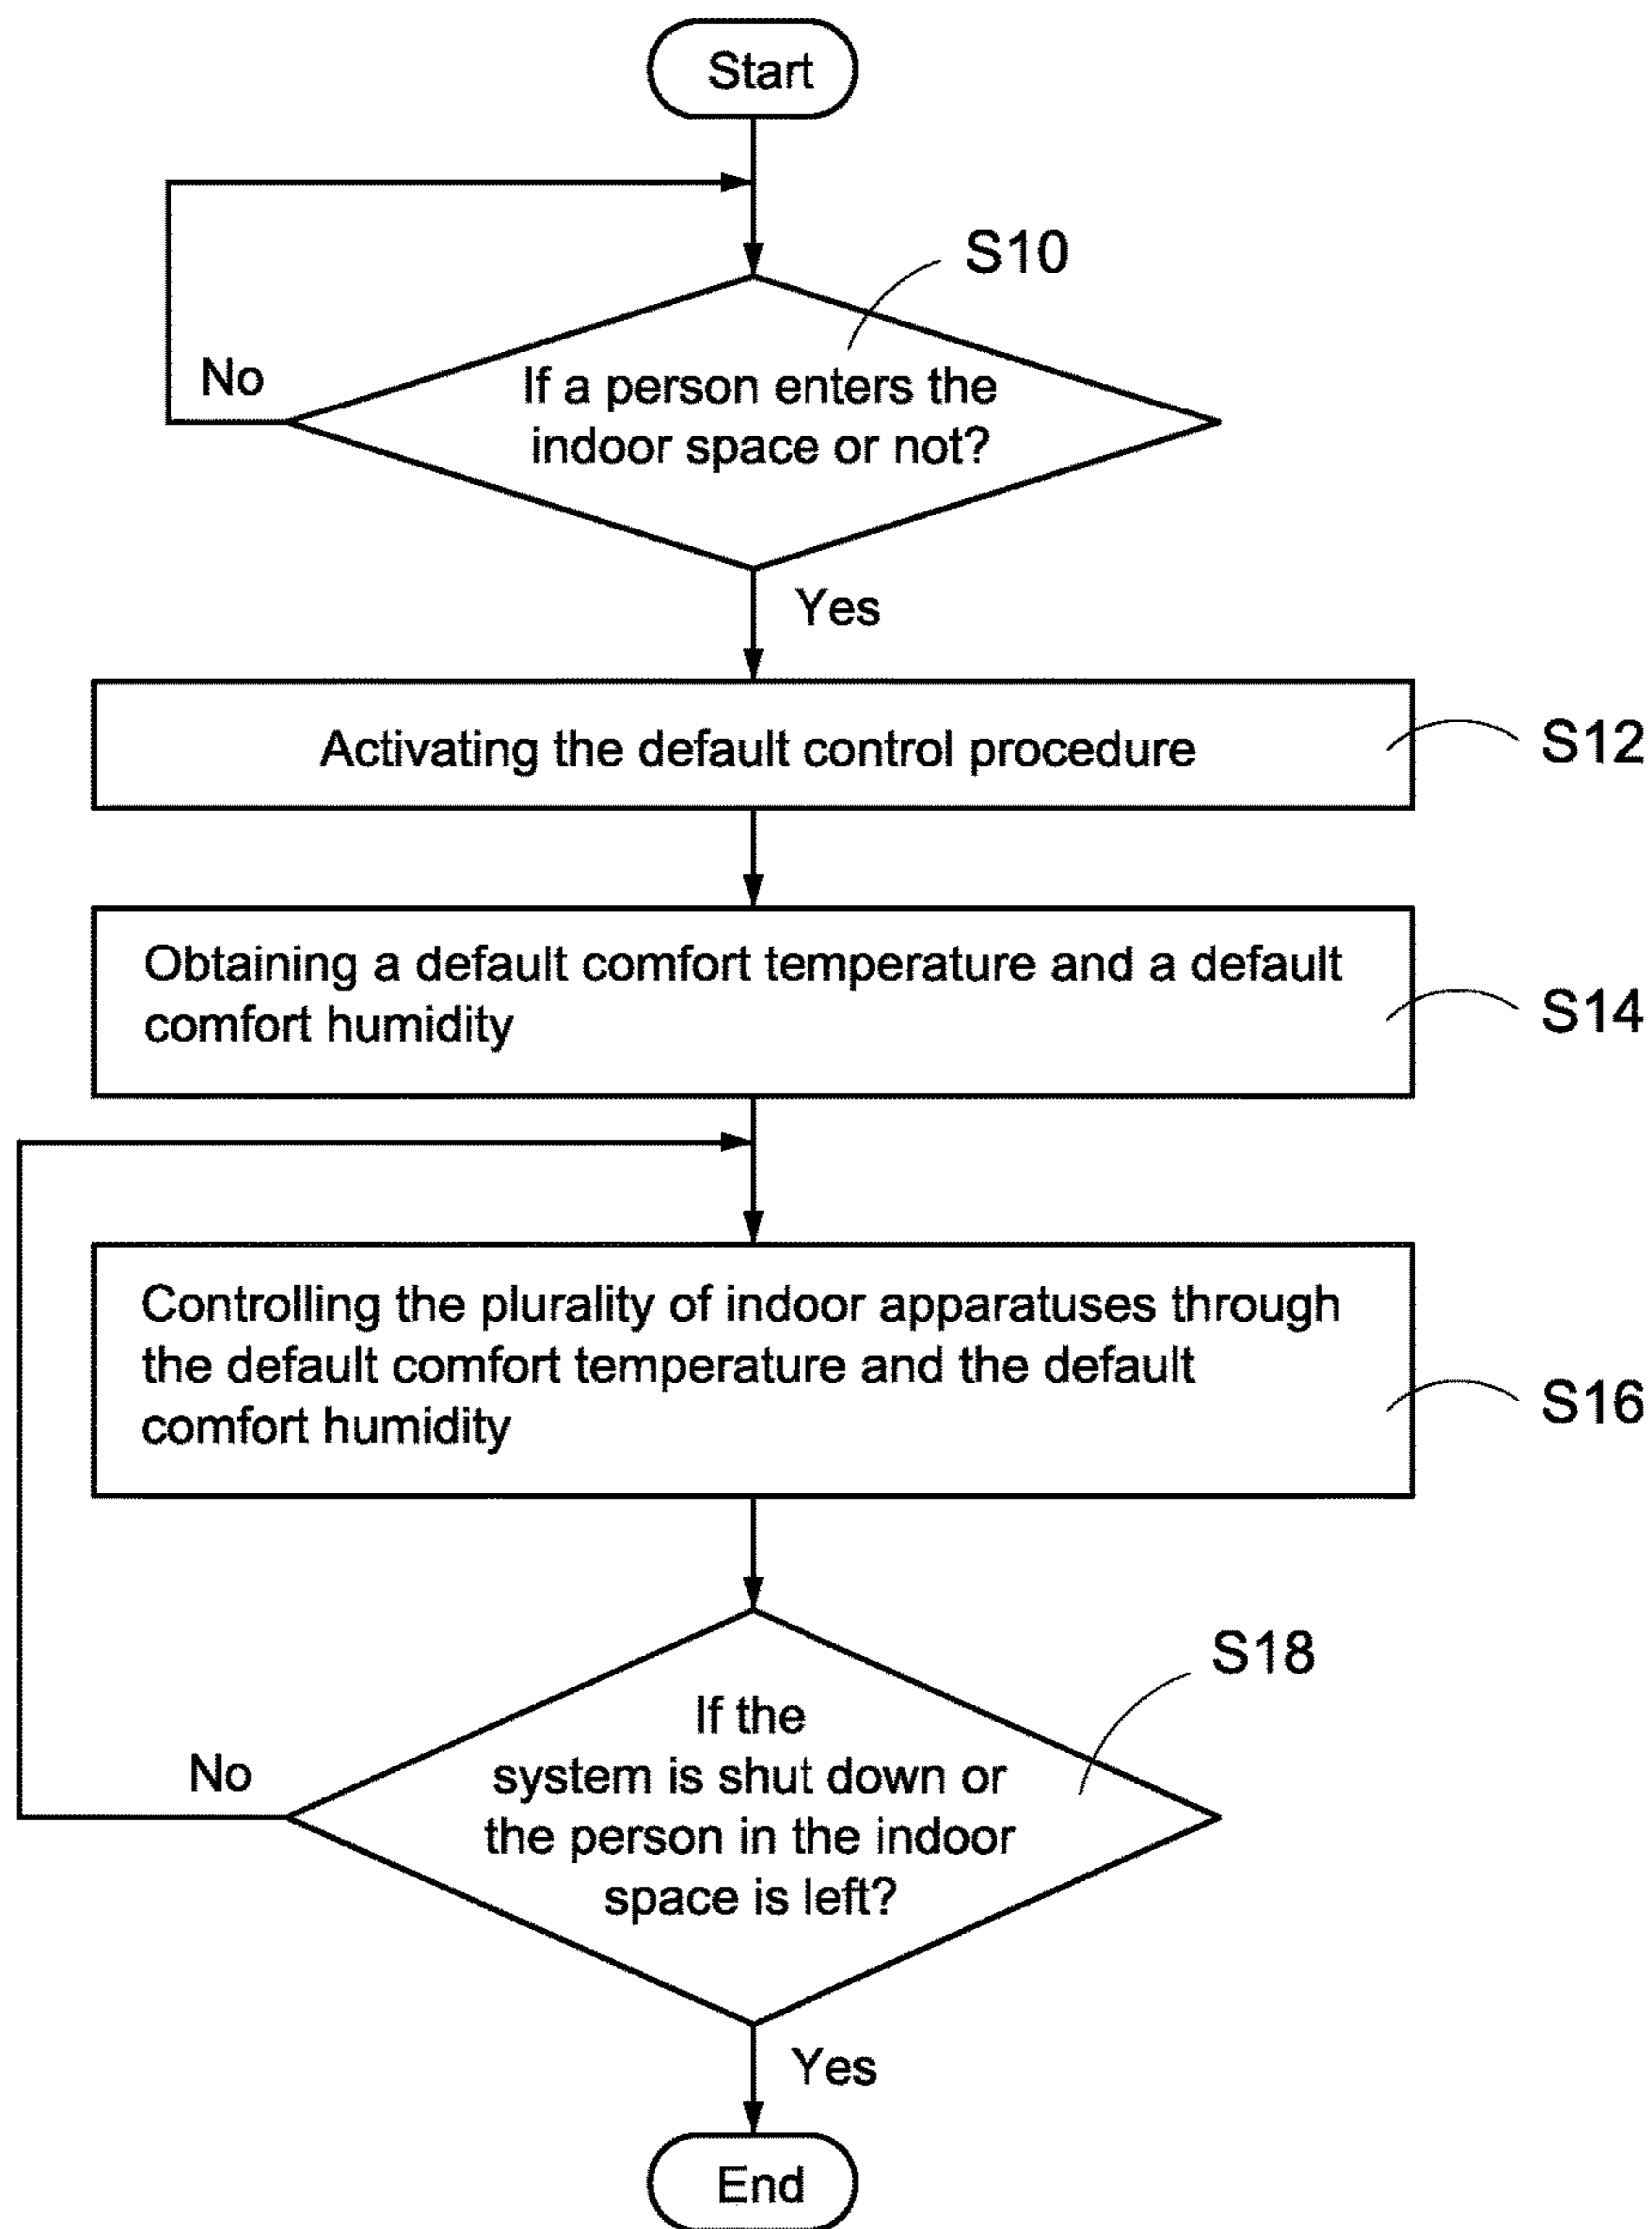 Start
S10
No
If a person enters the
indoor space or not?
Yes
Activating the default control procedure
S12
Obtaining a default comfort temperature and a default
comfort humidity
S14
Controlling the plurality of indoor apparatuses through
the default comfort temperature and the default
comfort humidity
S16
S18
If the
system is shut down or
the person in the indoor
space is left?
No
Yes
End